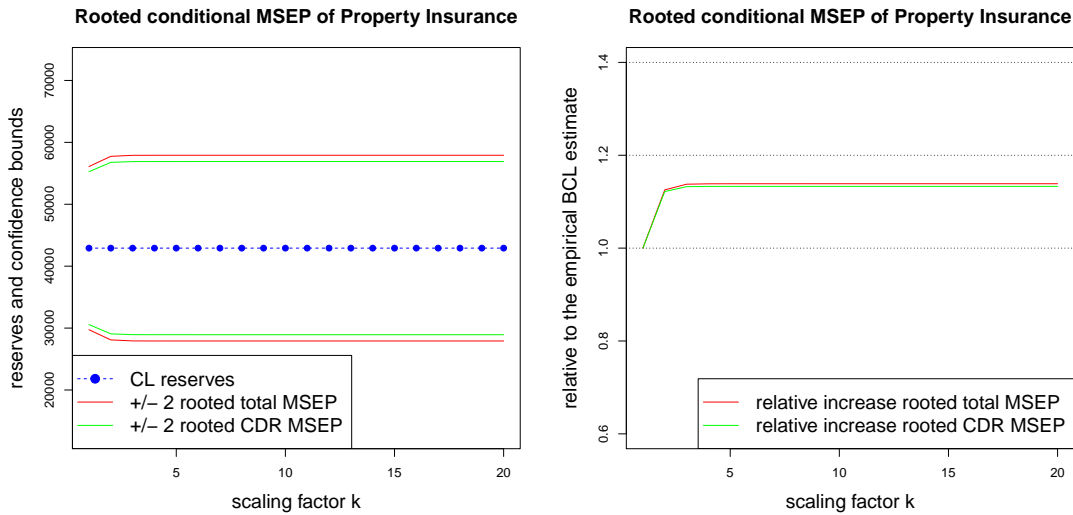 Rooted conditional MSEP of Property Insurance
reserves and confidence bounds
70000
60000
50000
40000
30000
20000
CL reserves
+/− 2 rooted total MSEP
+/− 2 rooted CDR MSEP
5 10 15 20
scaling factor k
Rooted conditional MSEP of Property Insurance
relative to the empirical BCL estimate
1.4
1.2
1.0
0.8
0.6
relative increase rooted total MSEP
relative increase rooted CDR MSEP
5 10 15 20
scaling factor k